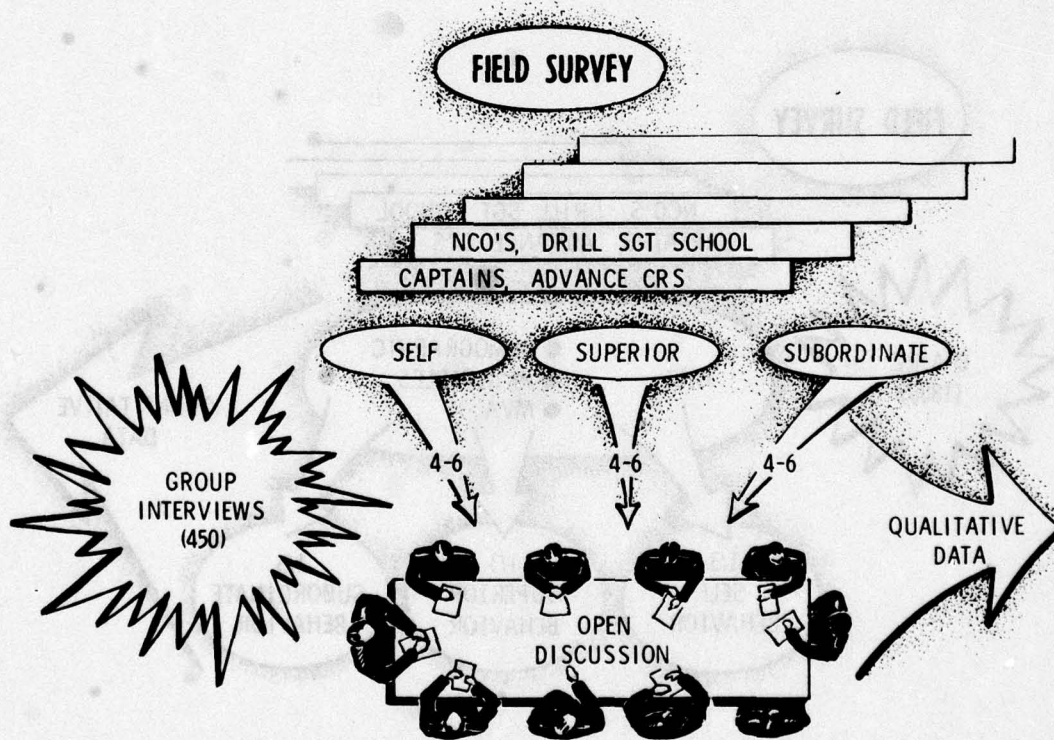 FIELD SURVEY
NCO'S, DRILL SGT SCHOOL
CAPTAINS, ADVANCE CRS
SELF
SUPERIOR
SUBORDINATE
4-6
4-6
4-6
GROUP
INTERVIEWS
(450)
QUALITATIVE
DATA
OPEN
DISCUSSION